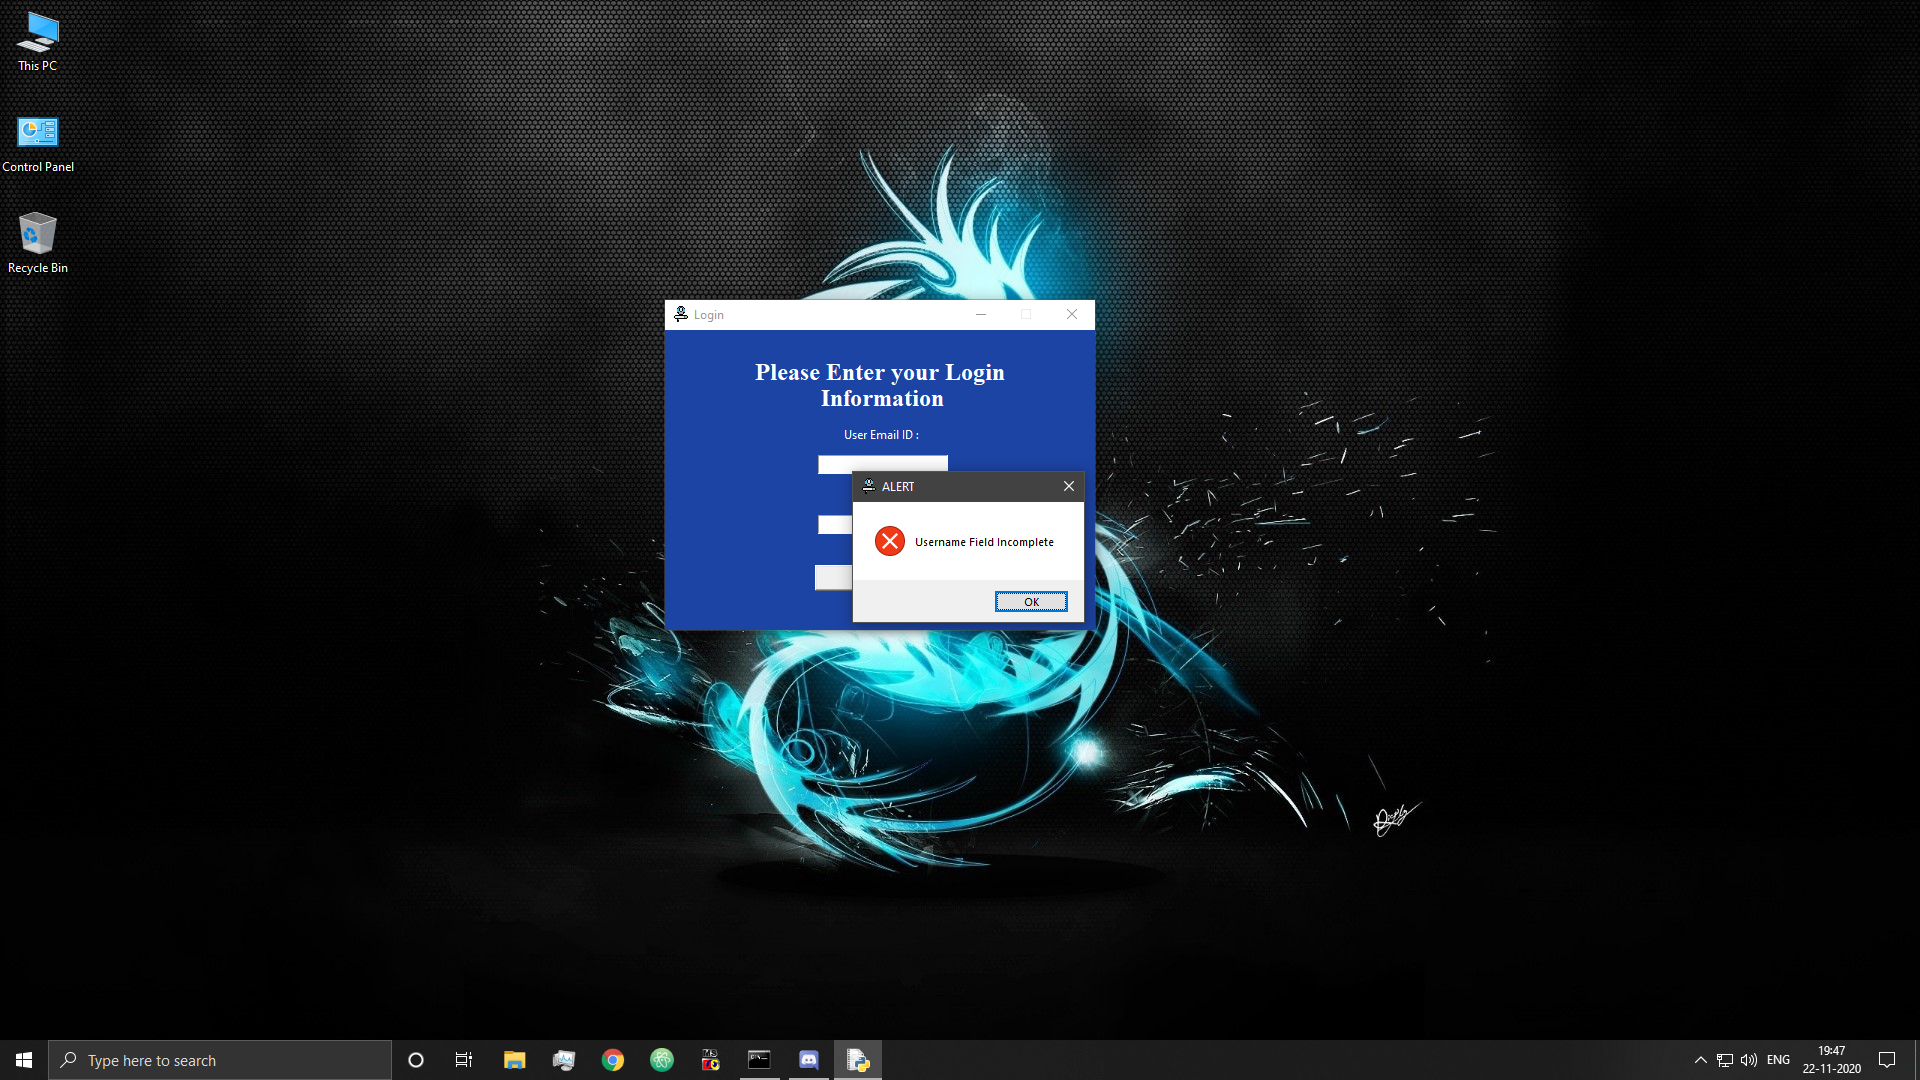 This PC
Control Panel
Recycle Bin
Login
Please Enter your Login
Information
User Email ID :
ALERT
Username Field Incomplete
OK
Type here to search
ENG
19:47
22-11-2020